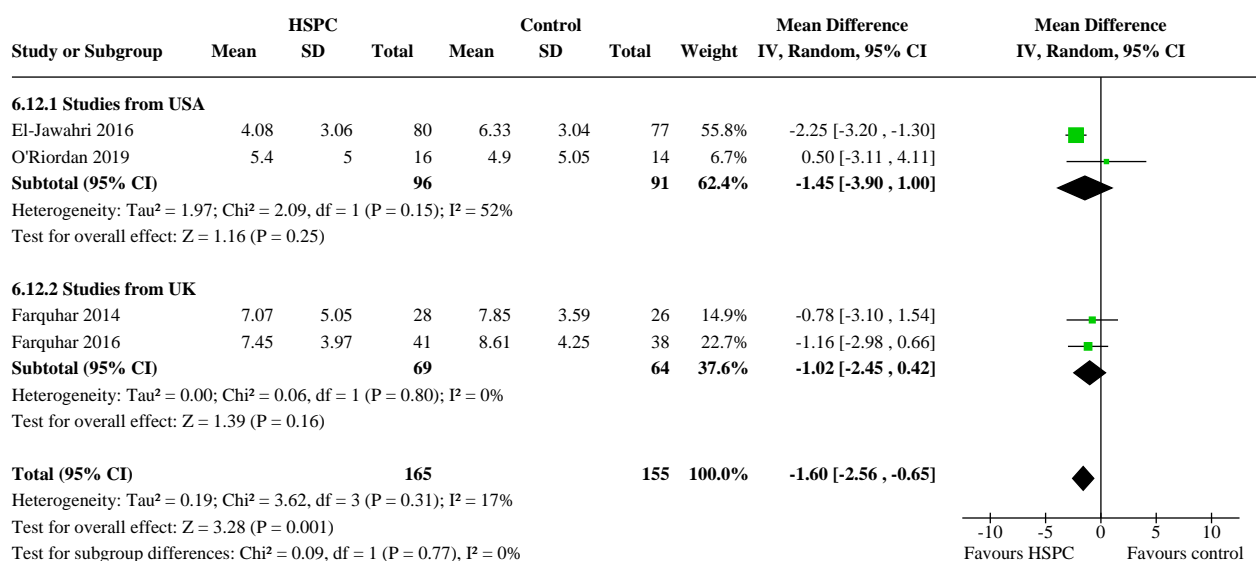 HSPC Control Mean Difference Mean Difference
Study or Subgroup Mean SD Total Mean SD Total Weight IV, Random, 95% CI IV, Random, 95% CI
6.12.1 Studies from USA
El-Jawahri 2016 4.08 3.06 80 6.33 3.04 77 55.8% -2.25 [-3.20 , -1.30]
O'Riordan 2019 5.4 5 16 4.9 5.05 14 6.7% 0.50 [-3.11 , 4.11]
Subtotal (95% CI) 96 91 62.4% -1.45 [-3.90 , 1.00]
Heterogeneity: Tau² = 1.97; Chi² = 2.09, df = 1 (P = 0.15); I² = 52%
Test for overall effect: Z = 1.16 (P = 0.25)
6.12.2 Studies from UK
Farquhar 2014 7.07 5.05 28 7.85 3.59 26 14.9% -0.78 [-3.10 , 1.54]
Farquhar 2016 7.45 3.97 41 8.61 4.25 38 22.7% -1.16 [-2.98 , 0.66]
Subtotal (95% CI) 69 64 37.6% -1.02 [-2.45 , 0.42]
Heterogeneity: Tau² = 0.00; Chi² = 0.06, df = 1 (P = 0.80); I² = 0%
Test for overall effect: Z = 1.39 (P = 0.16)
Total (95% CI) 165 155 100.0% -1.60 [-2.56 , -0.65]
Heterogeneity: Tau² = 0.19; Chi² = 3.62, df = 3 (P = 0.31); I² = 17%
Test for overall effect: Z = 3.28 (P = 0.001)
Test for subgroup differences: Chi² = 0.09, df = 1 (P = 0.77), I² = 0%
-10 -5 0 5 10
Favours HSPC Favours control